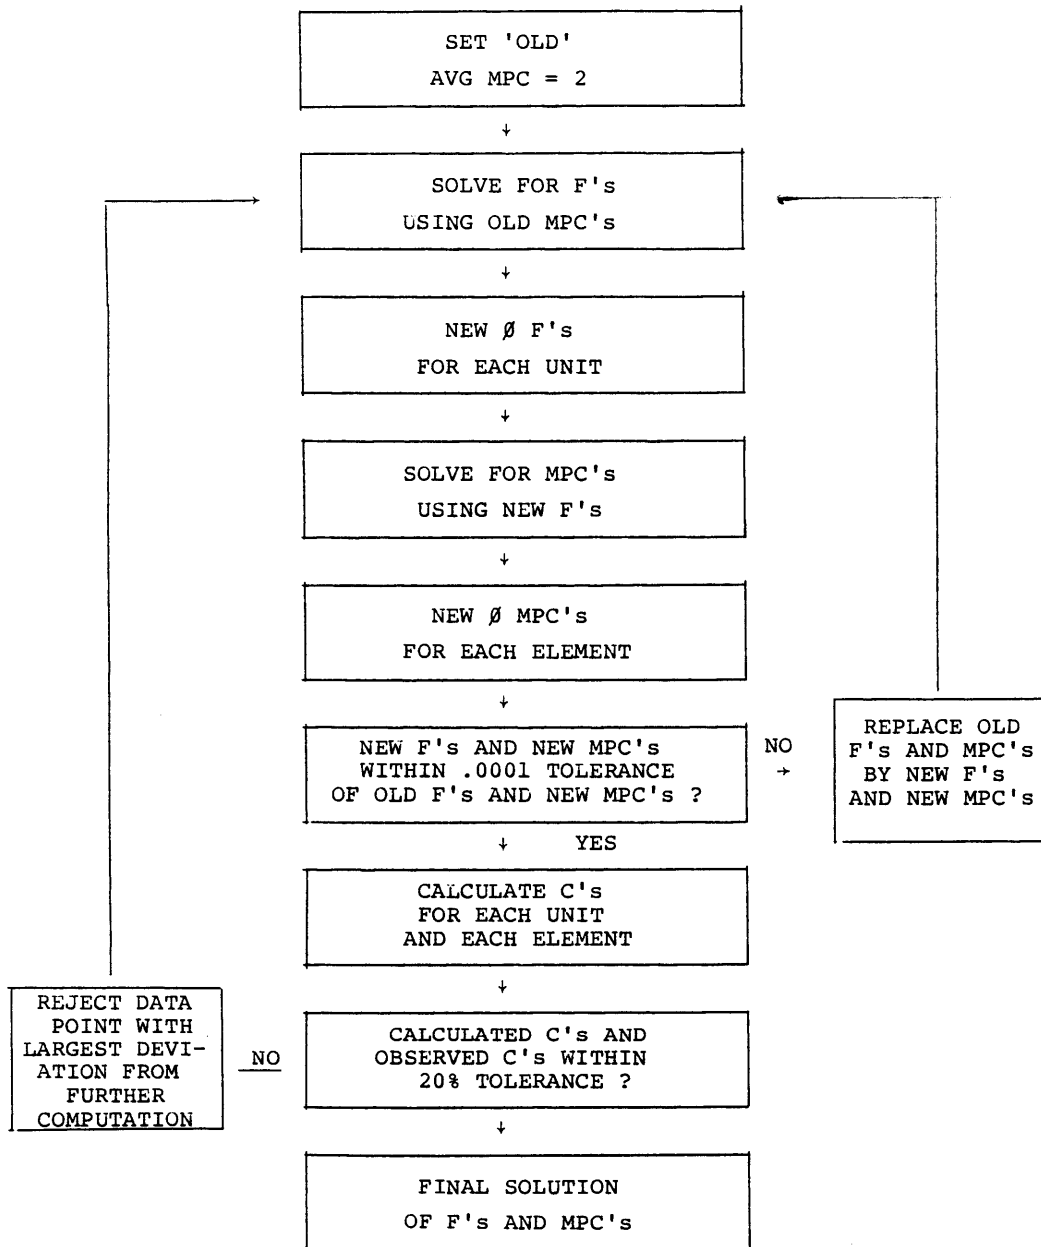 SET 'OLD'
AVG MPC = 2
↓
SOLVE FOR F's
USING OLD MPC's
↓
NEW Ø F's
FOR EACH UNIT
↓
SOLVE FOR MPC's
USING NEW F's
↓
NEW Ø MPC's
FOR EACH ELEMENT
↓
NEW F's AND NEW MPC's
WITHIN .0001 TOLERANCE
OF OLD F's AND NEW MPC's ?
NO
→
REPLACE OLD
F's AND MPC's
BY NEW F's
AND NEW MPC's
↓ YES
CALCULATE C's
FOR EACH UNIT
AND EACH ELEMENT
↓
CALCULATED C's AND
OBSERVED C's WITHIN
20% TOLERANCE ?
NO
REJECT DATA
POINT WITH
LARGEST DEVI-
ATION FROM
FURTHER
COMPUTATION
↓
FINAL SOLUTION
OF F's AND MPC's